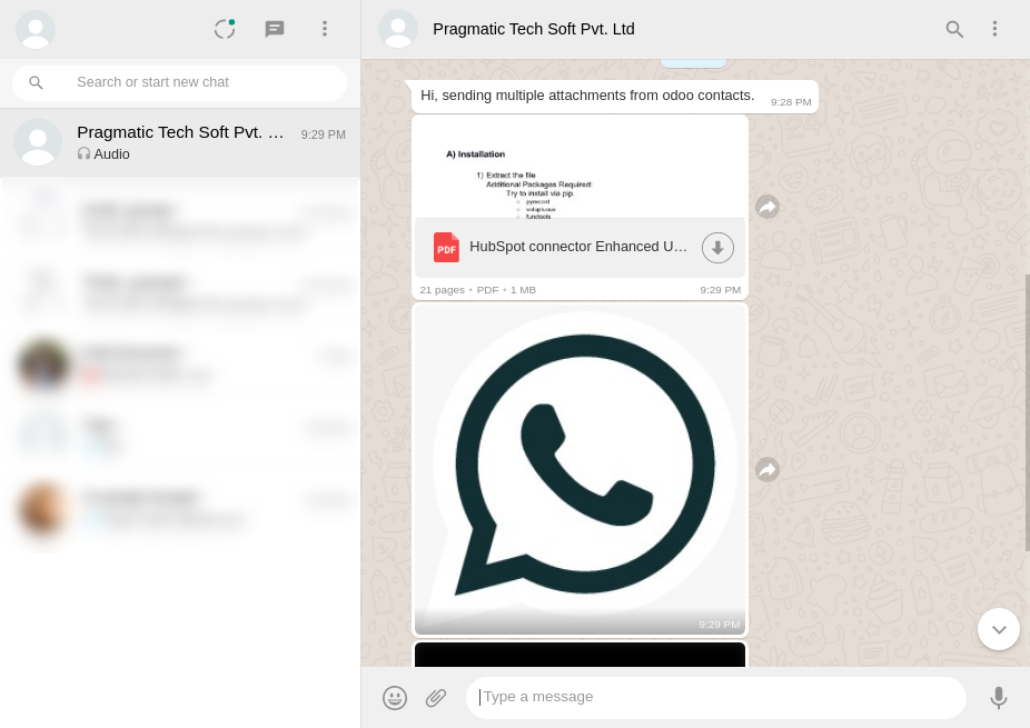 Pragmatic Tech Soft Pvt. Ltd
Search or start new chat
Pragmatic Tech Soft Pvt. ...
9:29 PM
Audio
Hi, sending multiple attachments from odoo contacts.
9:28 PM
A) Installation
1) Extract the file
Additional Packages Required:
Try to install via pip.
PDF
HubSpot connector Enhanced U...
21 pages • PDF • 1 MB
9:29 PM
9:29 PM
Type a message